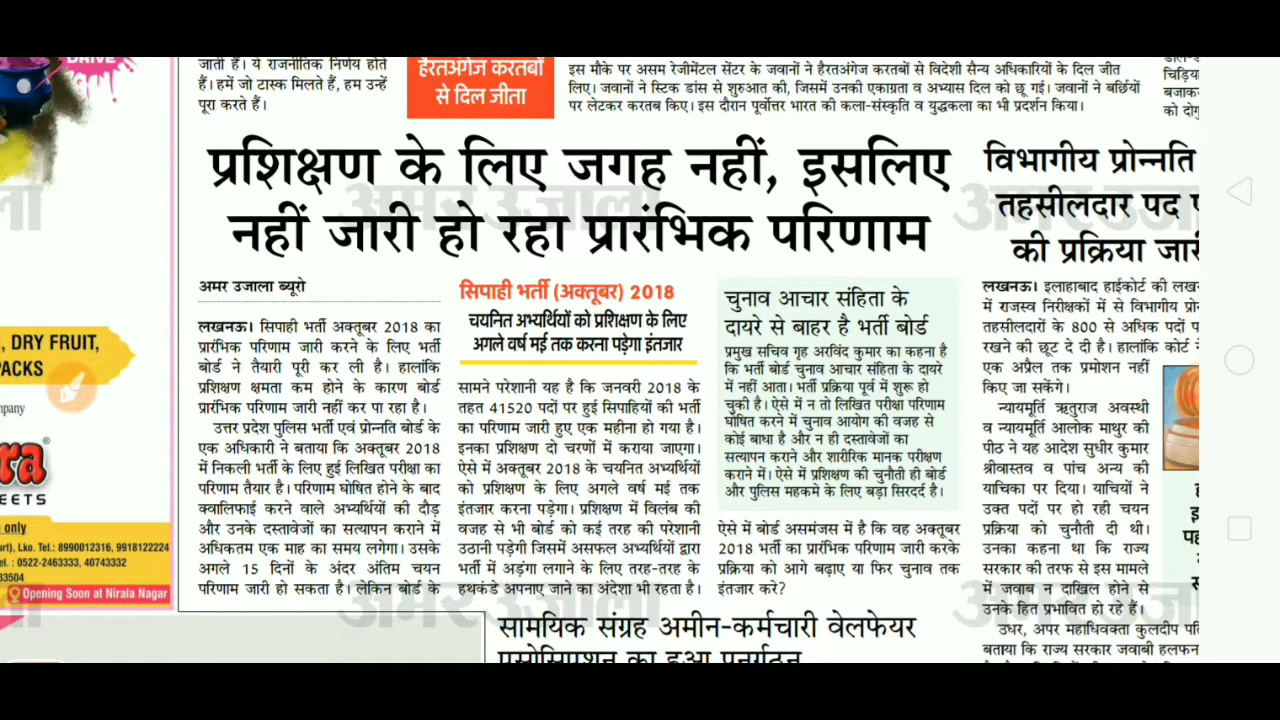 DRIVE
, DRY FRUIT,
PACKS
mpany
ra®
EETS
only
urt), Lko. Tel.: 8990012316, 9918122224
el. : 0522-2463333, 40743332
33504
Opening Soon at Nirala Nagar
जाती हैं। ये राजनीतिक निर्णय होते
हैं। हमें जो टास्क मिलते हैं, हम उन्हें
पूरा करते हैं।
हैरतअंगेज करतबों
से दिल जीता
इस मौके पर असम रेजीमेंटल सेंटर के जवानों ने हैरतअंगेज करतबों से विदेशी सैन्य अधिकारियों के दिल जीत
लिए। जवानों ने स्टिक डांस से शुरुआत की, जिसमें उनकी एकाग्रता व अभ्यास दिल को छू गई। जवानों ने बर्छियों
पर लेटकर करतब किए। इस दौरान पूर्वोत्तर भारत की कला-संस्कृति व युद्धकला का भी प्रदर्शन किया।
चिड़िया
बजाकर
को दोगु
प्रशिक्षण के लिए जगह नहीं, इसलिए
नहीं जारी हो रहा प्रारंभिक परिणाम
अमर उजाला ब्यूरो
लखनऊ। सिपाही भर्ती अक्तूबर 2018 का
प्रारंभिक परिणाम जारी करने के लिए भर्ती
बोर्ड ने तैयारी पूरी कर ली है। हालांकि
प्रशिक्षण क्षमता कम होने के कारण बोर्ड
प्रारंभिक परिणाम जारी नहीं कर पा रहा है।
उत्तर प्रदेश पुलिस भर्ती एवं प्रोन्नति बोर्ड के
एक अधिकारी ने बताया कि अक्तूबर 2018
में निकली भर्ती के लिए हुई लिखित परीक्षा का
परिणाम तैयार है। परिणाम घोषित होने के बाद
क्वालिफाई करने वाले अभ्यर्थियों की दौड़
और उनके दस्तावेजों का सत्यापन कराने में
अधिकतम एक माह का समय लगेगा। उसके
अगले 15 दिनों के अंदर अंतिम चयन
परिणाम जारी हो सकता है। लेकिन बोर्ड के
सिपाही भर्ती (अक्तूबर) 2018
चयनित अभ्यर्थियों को प्रशिक्षण के लिए
अगले वर्ष मई तक करना पड़ेगा इंतजार
सामने परेशानी यह है कि जनवरी 2018 के
तहत 41520 पदों पर हुई सिपाहियों की भर्ती
का परिणाम जारी हुए एक महीना हो गया है।
इनका प्रशिक्षण दो चरणों में कराया जाएगा।
ऐसे में अक्तूबर 2018 के चयनित अभ्यर्थियों
को प्रशिक्षण के लिए अगले वर्ष मई तक
इंतजार करना पड़ेगा। प्रशिक्षण में विलंब की
वजह से भी बोर्ड को कई तरह की परेशानी
उठानी पड़ेगी जिसमें असफल अभ्यर्थियों द्वारा
भर्ती में अड़ंगा लगाने के लिए तरह-तरह के
हथकंडे अपनाए जाने का अंदेशा भी रहता है।
चुनाव आचार संहिता के
दायरे से बाहर है भर्ती बोर्ड
प्रमुख सचिव गृह अरविंद कुमार का कहना है
कि भर्ती बोर्ड चुनाव आचार संहिता के दायरे
में नहीं आता। भर्ती प्रक्रिया पूर्व में शुरू हो
चुकी है। ऐसे में न तो लिखित परीक्षा परिणाम
घोषित करने में चुनाव आयोग की वजह से
कोई बाधा है और न ही दस्तावेजों का
सत्यापन कराने और शारीरिक मानक परीक्षण
कराने में। ऐसे में प्रशिक्षण की चुनौती ही बोर्ड
और पुलिस महकमे के लिए बड़ा सिरदर्द है।
ऐसे में बोर्ड असमंजस में है कि वह अक्तूबर
2018 भर्ती का प्रारंभिक परिणाम जारी करके
प्रक्रिया को आगे बढ़ाए या फिर चुनाव तक
इंतजार करे?
विभागीय प्रोन्नति
तहसीलदार पद प
की प्रक्रिया जार
लखनऊ। इलाहाबाद हाईकोर्ट की लखन
में राजस्व निरीक्षकों में से विभागीय प्रोन
तहसीलदारों के 800 से अधिक पदों प
रखने की छूट दे दी है। हालांकि कोर्ट ने
एक अप्रैल तक प्रमोशन नहीं
किए जा सकेंगे।
न्यायमूर्ति ऋतुराज अवस्थी
व न्यायमूर्ति आलोक माथुर की
पीठ ने यह आदेश सुधीर कुमार
श्रीवास्तव व पांच अन्य की
याचिका पर दिया। याचियों ने
उक्त पदों पर हो रही चयन
प्रक्रिया को चुनौती दी थी।
उनका कहना था कि राज्य
सरकार की तरफ से इस मामले
में जवाब न दाखिल होने से
उनके हित प्रभावित हो रहे हैं।
उधर, अपर महाधिवक्ता कुलदीप पति
बताया कि राज्य सरकार जवाबी हलफन
सामयिक संग्रह अमीन-कर्मचारी वेलफेयर
एसोसिएशन का हुआ पुनर्गठन
अमर उजाला